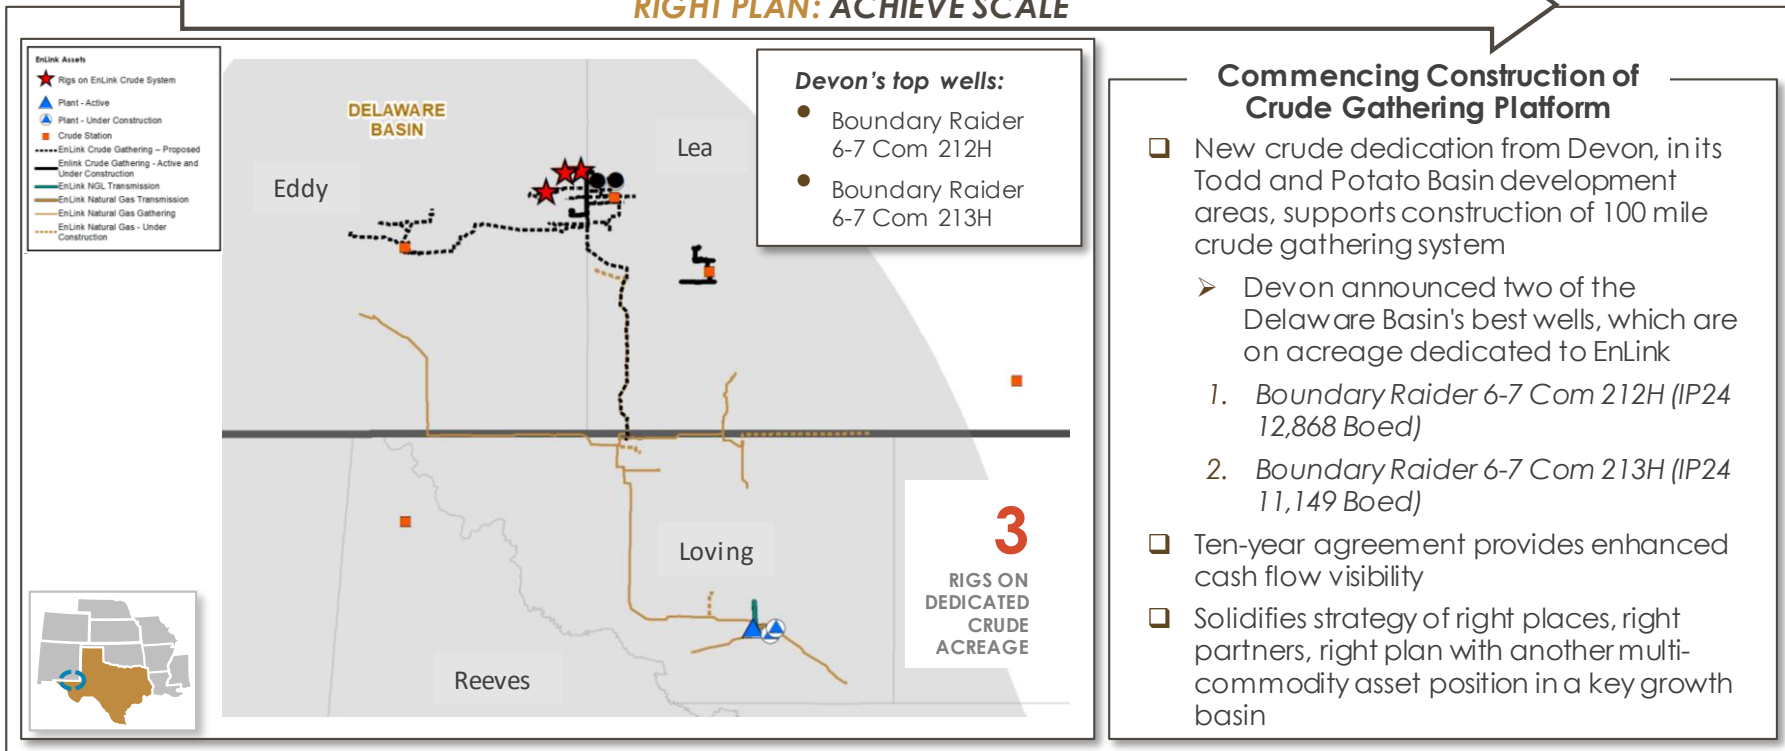 RIGHT PLAN: ACHIEVE SCALE
EnLink Assets
Rigs on EnLink Crude System
Plant - Active
Plant - Under Construction
Crude Station
EnLink Crude Gathering – Proposed
Enlink Crude Gathering - Active and
Under Construction
EnLink NGL Transmission
EnLink Natural Gas Transmission
EnLink Natural Gas Gathering
EnLink Natural Gas - Under
Construction
DELAWARE
BASIN
Eddy
Lea
Devon's top wells:
• Boundary Raider
6-7 Com 212H
• Boundary Raider
6-7 Com 213H
Loving
Reeves
3
RIGS ON
DEDICATED
CRUDE
ACREAGE
Commencing Construction of
Crude Gathering Platform
❑ New crude dedication from Devon, in its
Todd and Potato Basin development
areas, supports construction of 100 mile
crude gathering system
➢ Devon announced two of the
Delaware Basin's best wells, which are
on acreage dedicated to EnLink
1. Boundary Raider 6-7 Com 212H (IP24
12,868 Boed)
2. Boundary Raider 6-7 Com 213H (IP24
11,149 Boed)
❑ Ten-year agreement provides enhanced
cash flow visibility
❑ Solidifies strategy of right places, right
partners, right plan with another multi-
commodity asset position in a key growth
basin